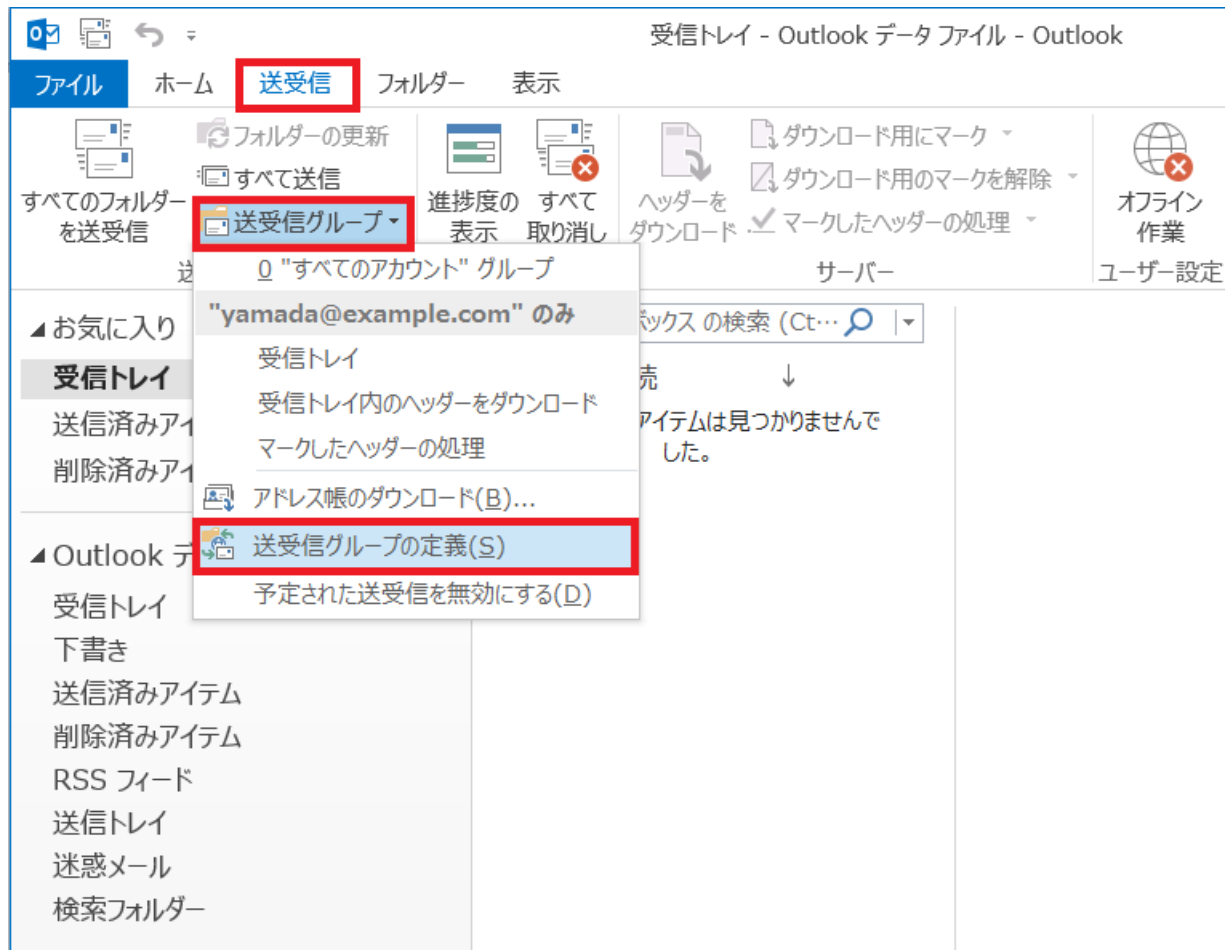 受信トレイ - Outlook データ ファイル - Outlook
ファイル ホーム 送受信 フォルダー 表示
すべてのフォルダー
を送受信
フォルダーの更新
すべて送信
送受信グループ
進捗度の
表示
すべて
取り消し
ヘッダーを
ダウンロード
ダウンロード用にマーク
ダウンロード用のマークを解除
マークしたヘッダーの処理
オフライン
作業
サーバー
ユーザー設定
0 "すべてのアカウント" グループ
"yamada@example.com" のみ
受信トレイ
受信トレイ内のヘッダーをダウンロード
マークしたヘッダーの処理
アドレス帳のダウンロード(B)...
送受信グループの定義(S)
予定された送受信を無効にする(D)
お気に入り
受信トレイ
送信済みアイ
削除済みアイ
Outlook デ
受信トレイ
下書き
送信済みアイテム
削除済みアイテム
RSS フィード
送信トレイ
迷惑メール
検索フォルダー
ボックス の検索 (Ct…
読 ↓
アイテムは見つかりませんで
した。